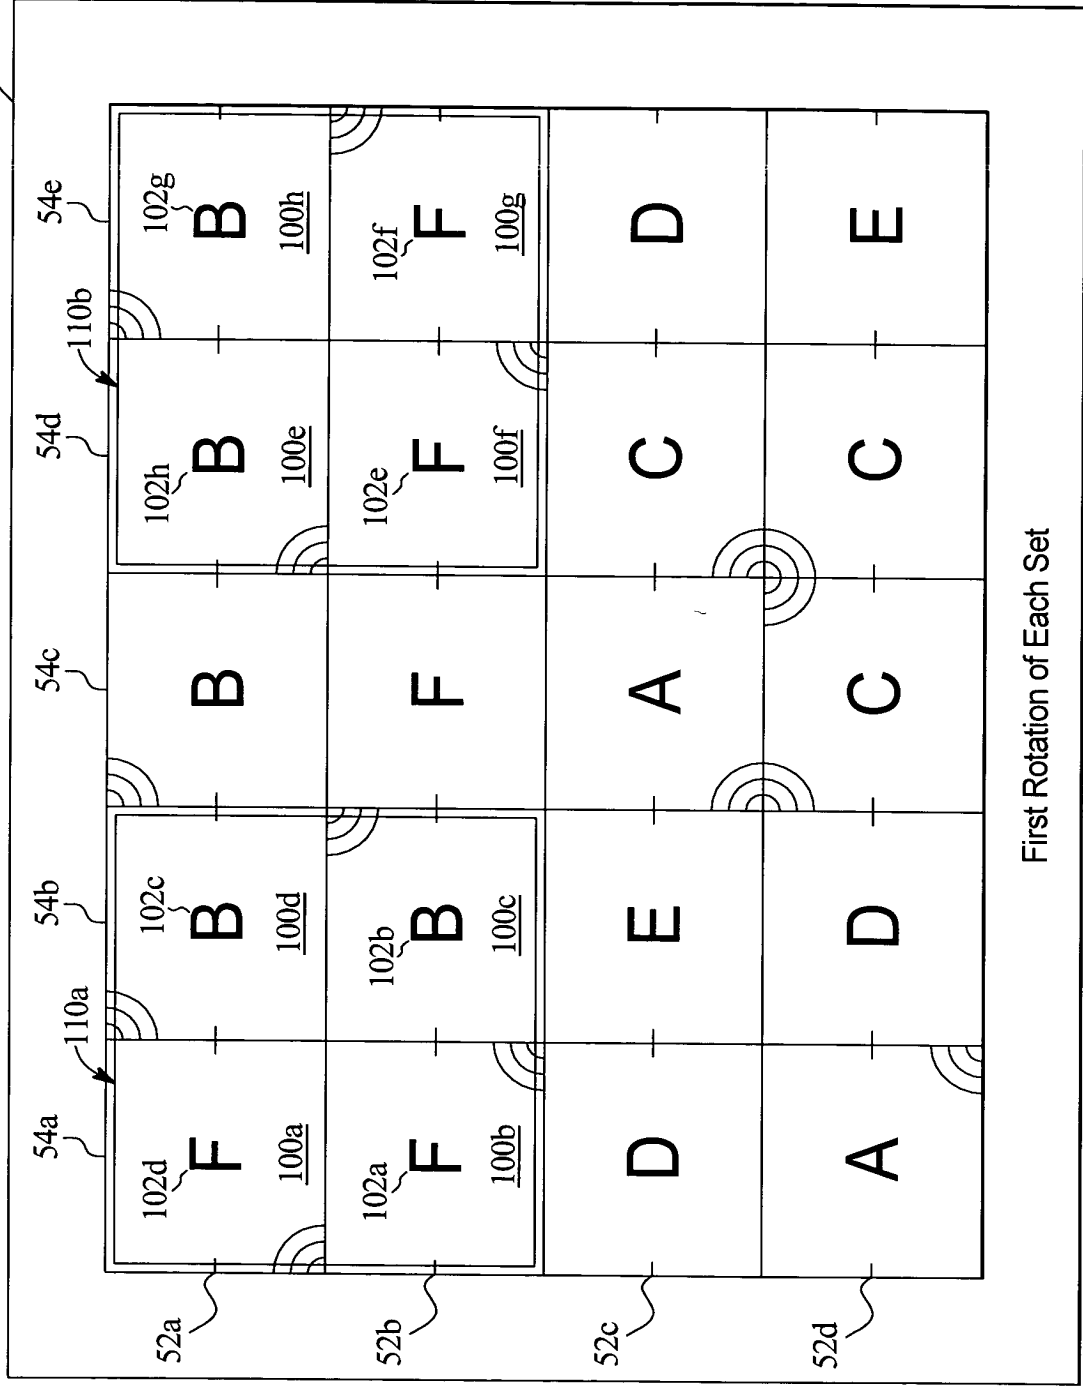 54a 54b 54c 54d 54e
110a 110b
102d 102c 102h 102g
52a F B B B B
100a 100d 100e 100h
102a 102b 102e 102f
52b F B F F F
100b 100c 100f 100g
52c D E A C D
52d A D C C E
First Rotation of Each Set